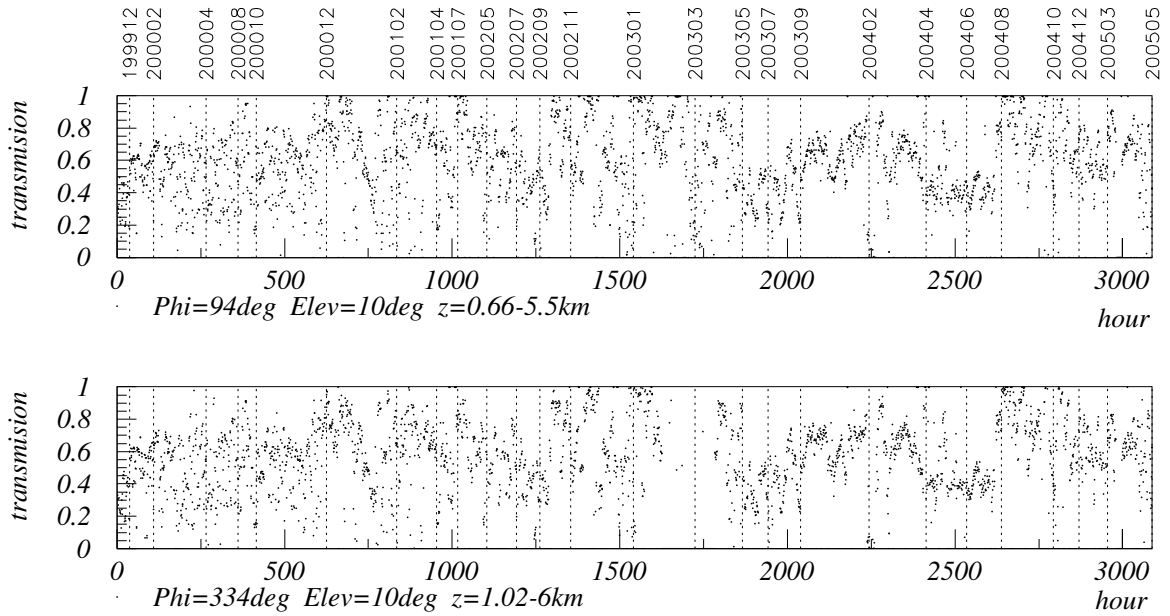 199912 200002 200004 200008 200010 200012 200102 200104 200107 200205 200207 200209 200211 200301 200303 200305 200307 200309 200402 200404 200406 200408 200410 200412 200503 200505
transmision
1
0.8
0.6
0.4
0.2
0
0 500 1000 1500 2000 2500 3000
Phi=94deg Elev=10deg z=0.66-5.5km
hour
transmision
1
0.8
0.6
0.4
0.2
0
0 500 1000 1500 2000 2500 3000
Phi=334deg Elev=10deg z=1.02-6km
hour